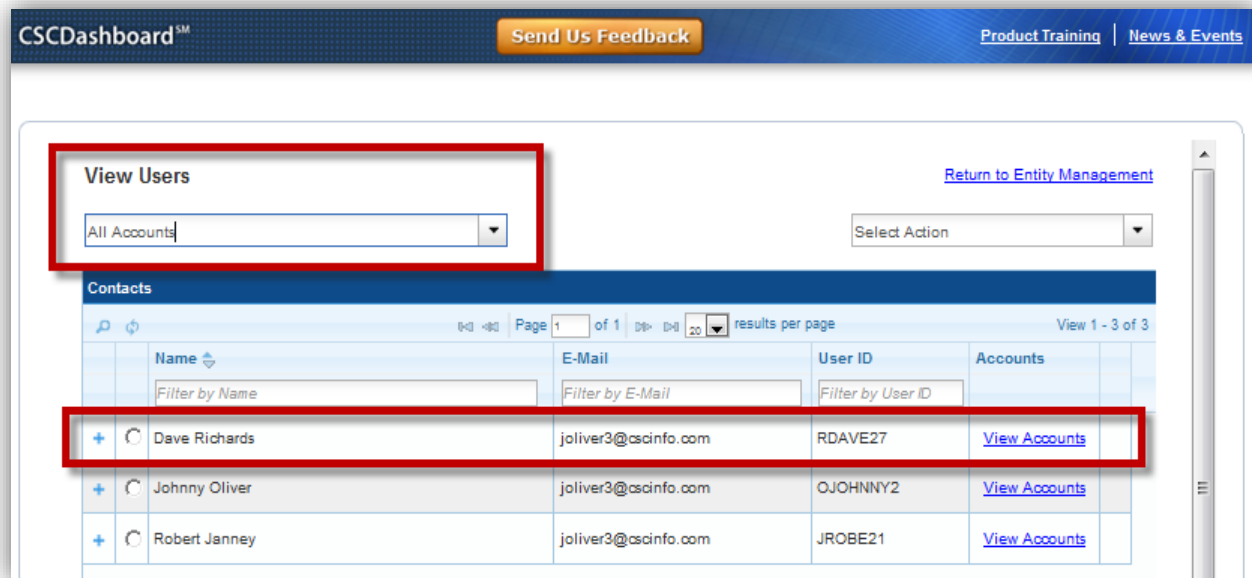 CSCDashboard℠ Send Us Feedback Product Training News & Events
View Users Return to Entity Management
All Accounts Select Action
Contacts
Page 1 of 1 20 results per page View 1 - 3 of 3
Name E-Mail User ID Accounts
Filter by Name Filter by E-Mail Filter by User ID
Dave Richards joliver3@cscinfo.com RDAVE27 View Accounts
Johnny Oliver joliver3@cscinfo.com OJOHNNY2 View Accounts
Robert Janney joliver3@cscinfo.com JROBE21 View Accounts